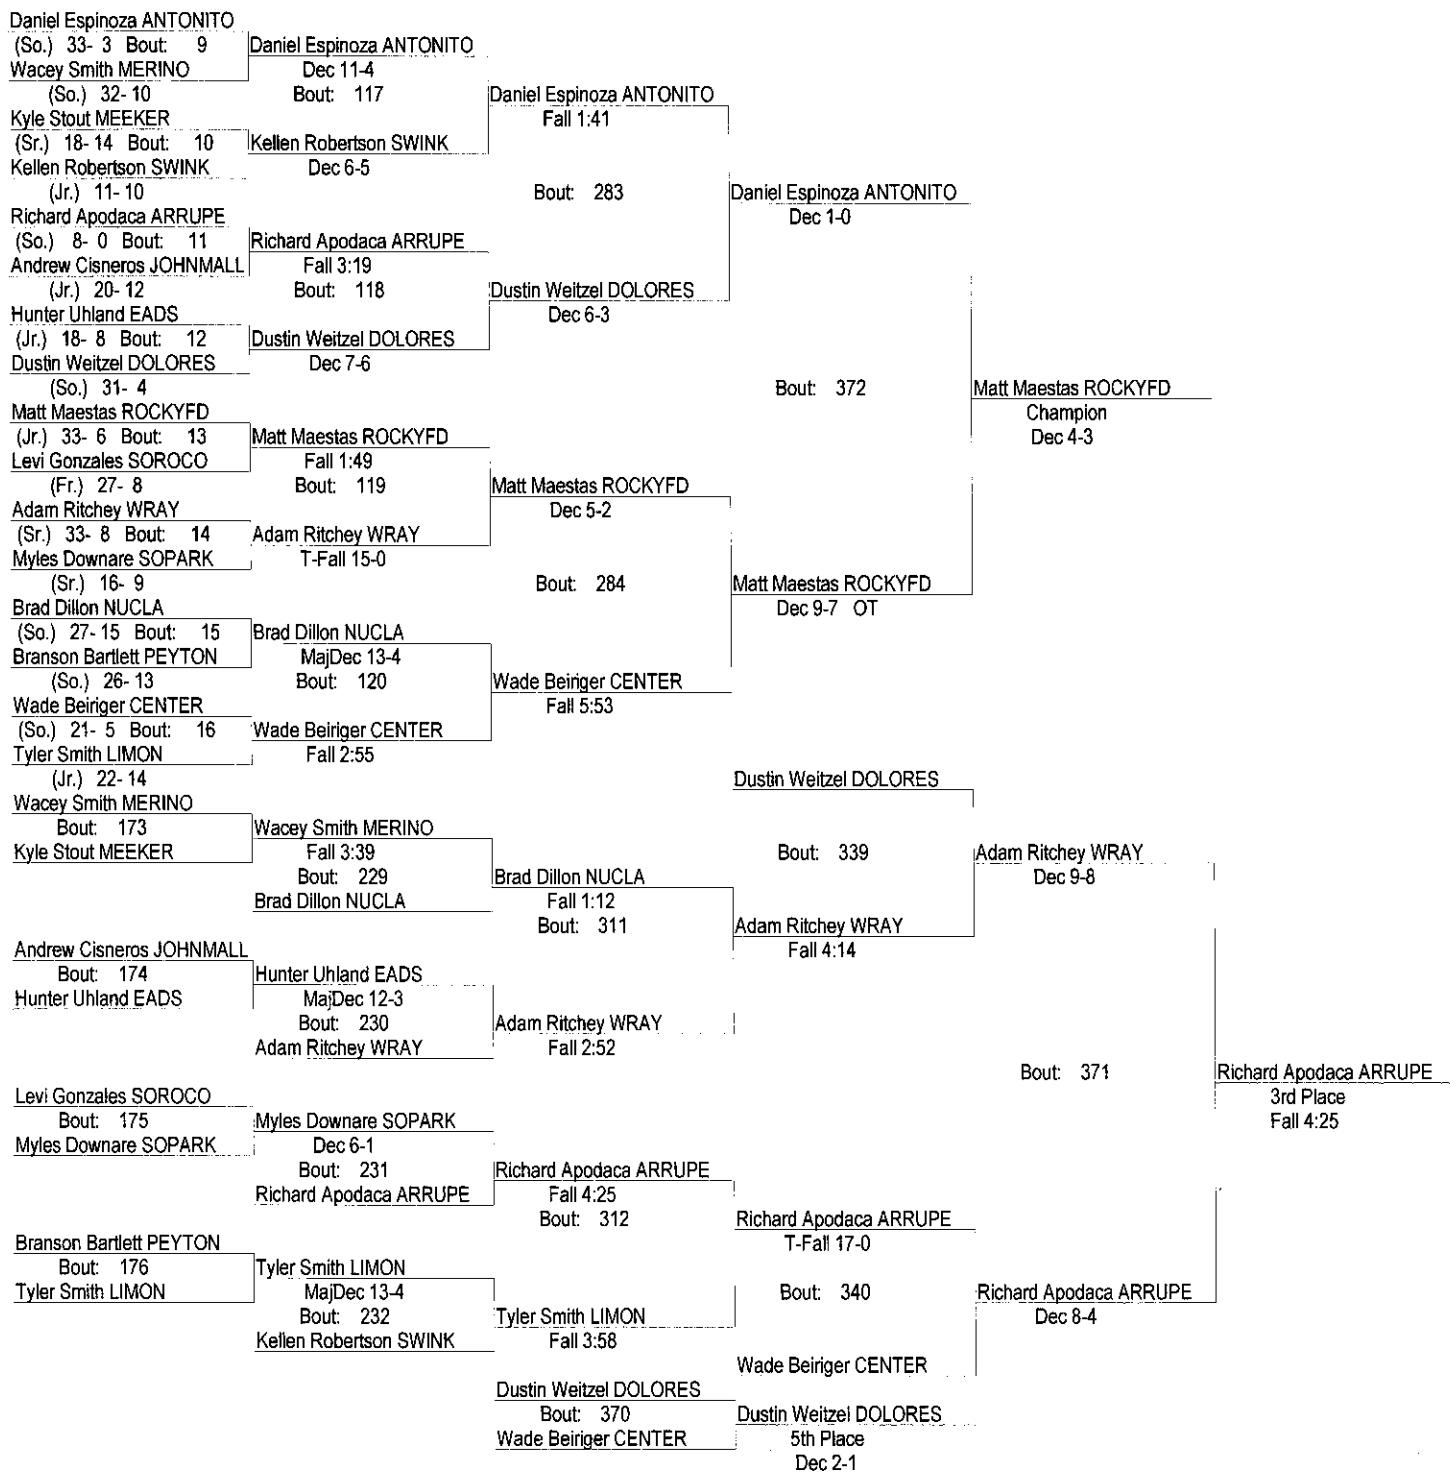 Daniel Espinoza ANTONITO
(So.) 33- 3 Bout: 9
Wacey Smith MERINO
(So.) 32- 10
Kyle Stout MEEKER
(Sr.) 18- 14 Bout: 10
Kellen Robertson SWINK
(Jr.) 11- 10
Richard Apodaca ARRUPE
(So.) 8- 0 Bout: 11
Andrew Cisneros JOHNMALL
(Jr.) 20- 12
Hunter Uhland EADS
(Jr.) 18- 8 Bout: 12
Dustin Weitzel DOLORES
(So.) 31- 4
Matt Maestas ROCKYFD
(Jr.) 33- 6 Bout: 13
Levi Gonzales SOROCO
(Fr.) 27- 8
Adam Ritchey WRAY
(Sr.) 33- 8 Bout: 14
Myles Downare SOPARK
(Sr.) 16- 9
Brad Dillon NUCLA
(So.) 27- 15 Bout: 15
Branson Bartlett PEYTON
(So.) 26- 13
Wade Beiriger CENTER
(So.) 21- 5 Bout: 16
Tyler Smith LIMON
(Jr.) 22- 14
Daniel Espinoza ANTONITO
Dec 11-4
Bout: 117
Kellen Robertson SWINK
Dec 6-5
Richard Apodaca ARRUPE
Fall 3:19
Bout: 118
Dustin Weitzel DOLORES
Dec 7-6
Matt Maestas ROCKYFD
Fall 1:49
Bout: 119
Adam Ritchey WRAY
T-Fall 15-0
Brad Dillon NUCLA
MajDec 13-4
Bout: 120
Wade Beiriger CENTER
Fall 2:55
Daniel Espinoza ANTONITO
Fall 1:41
Bout: 283
Dustin Weitzel DOLORES
Dec 6-3
Matt Maestas ROCKYFD
Dec 5-2
Bout: 284
Wade Beiriger CENTER
Fall 5:53
Daniel Espinoza ANTONITO
Dec 1-0
Bout: 372
Matt Maestas ROCKYFD
Dec 9-7 OT
Matt Maestas ROCKYFD
Champion
Dec 4-3
Wacey Smith MERINO
Bout: 173
Kyle Stout MEEKER
Andrew Cisneros JOHNMALL
Bout: 174
Hunter Uhland EADS
Levi Gonzales SOROCO
Bout: 175
Myles Downare SOPARK
Branson Bartlett PEYTON
Bout: 176
Tyler Smith LIMON
Wacey Smith MERINO
Fall 3:39
Bout: 229
Brad Dillon NUCLA
Hunter Uhland EADS
MajDec 12-3
Bout: 230
Adam Ritchey WRAY
Myles Downare SOPARK
Dec 6-1
Bout: 231
Richard Apodaca ARRUPE
Tyler Smith LIMON
MajDec 13-4
Bout: 232
Kellen Robertson SWINK
Brad Dillon NUCLA
Fall 1:12
Bout: 311
Adam Ritchey WRAY
Fall 2:52
Richard Apodaca ARRUPE
Fall 4:25
Bout: 312
Tyler Smith LIMON
Fall 3:58
Dustin Weitzel DOLORES
Bout: 339
Adam Ritchey WRAY
Fall 4:14
Richard Apodaca ARRUPE
T-Fall 17-0
Bout: 340
Wade Beiriger CENTER
Adam Ritchey WRAY
Dec 9-8
Bout: 371
Richard Apodaca ARRUPE
Dec 8-4
Richard Apodaca ARRUPE
3rd Place
Fall 4:25
Dustin Weitzel DOLORES
Bout: 370
Wade Beiriger CENTER
Dustin Weitzel DOLORES
5th Place
Dec 2-1